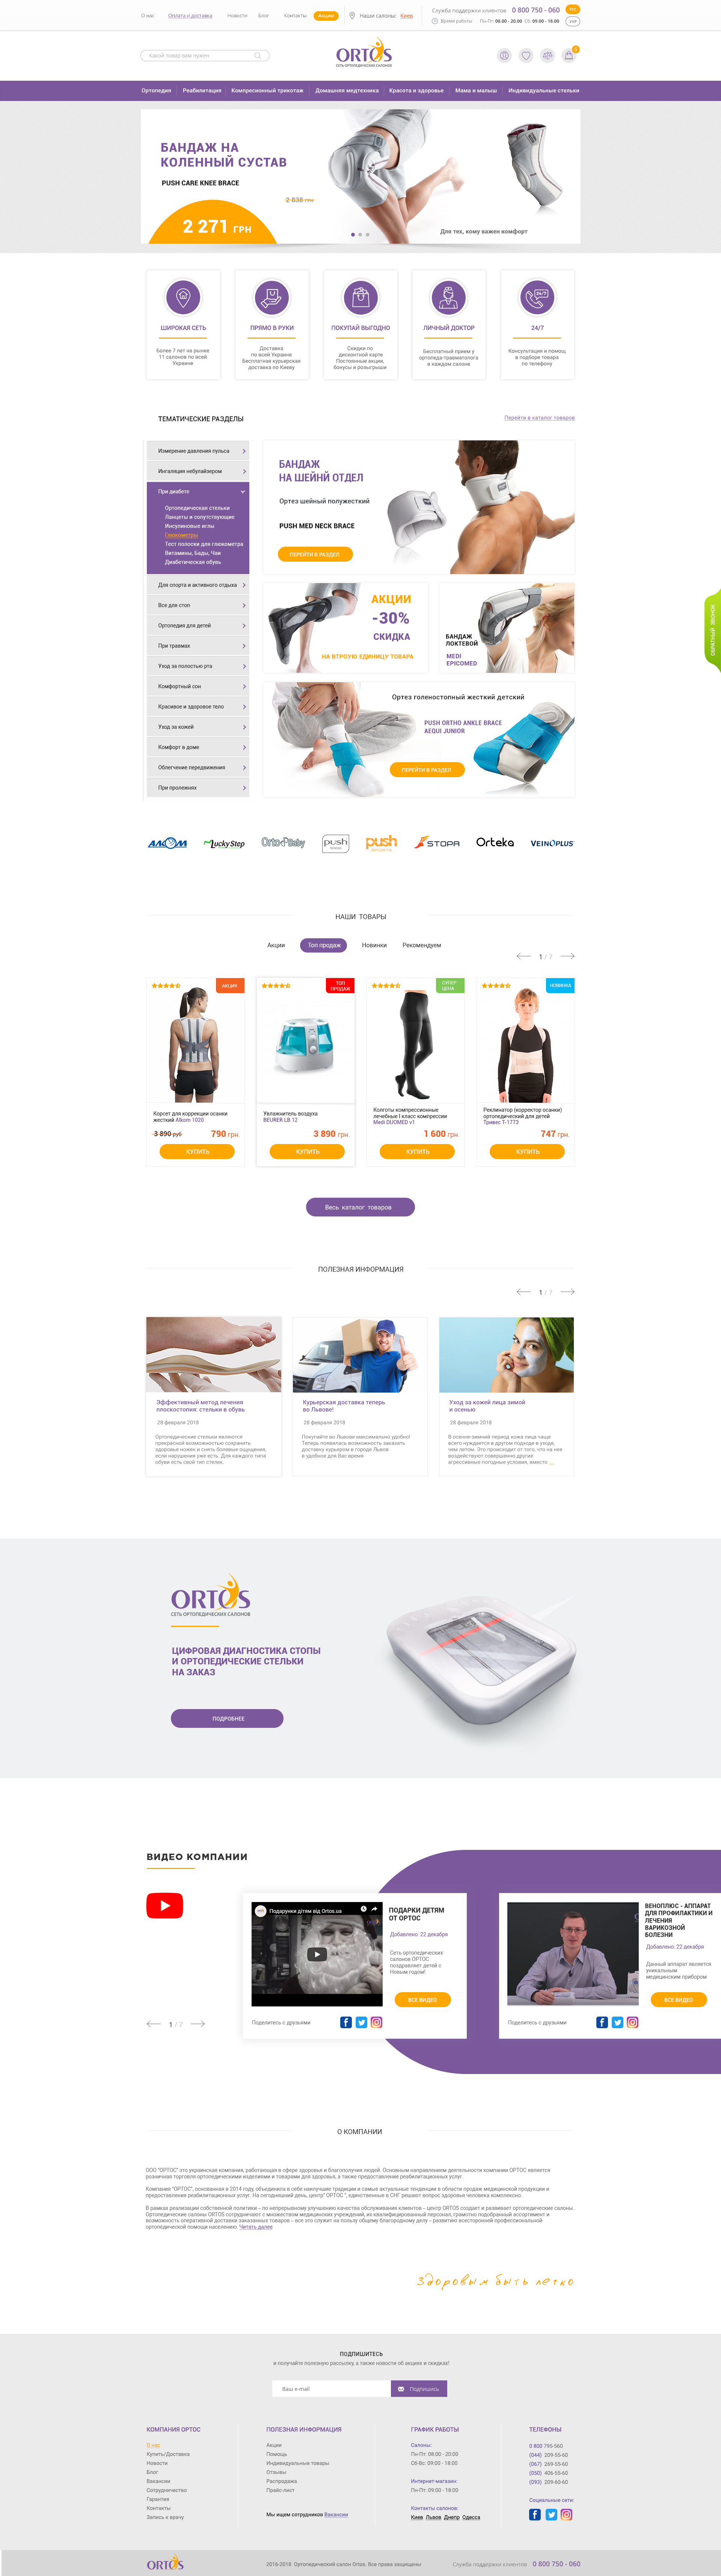 О нас
Оплата и доставка
Новости
Блог
Контакты
Акции
Наши салоны:
Киев
Служба поддержки клиентов 0 800 750 - 060
Время работы Пн-Пт: 08.00 - 20.00 Сб: 09.00 - 18.00
РУС
УКР
Какой товар вам нужен
ORTOS
СЕТЬ ОРТОПЕДИЧЕСКИХ САЛОНОВ
Ортопедия
Реабилитация
Компресионный трикотаж
Домашняя медтехника
Красота и здоровье
Мама и малыш
Индивидуальные стельки
БАНДАЖ НА
КОЛЕННЫЙ СУСТАВ
PUSH CARE KNEE BRACE
2 838 грн
2 271 ГРН
Для тех, кому важен комфорт
ШИРОКАЯ СЕТЬ
Более 7 лет на рынке
11 салонов по всей
Украине
ПРЯМО В РУКИ
Доставка
по всей Украине
Бесплатная курьерская
доставка по Киеву
ПОКУПАЙ ВЫГОДНО
Скидки по
дисконтной карте
Постоянные акции,
бонусы и розыгрыши
ЛИЧНЫЙ ДОКТОР
Бесплатный прием у
ортопеда-травматолога
в каждом салоне
24/7
Консультация и помощ
в подборе товара
по телефону
ТЕМАТИЧЕСКИЕ РАЗДЕЛЫ
Перейти в каталог товаров
Измерение давления пульса
Ингаляция небулайзером
При диабете
Ортопедическая стельки
Ланцеты и сопутствующие
Инсулиновые иглы
Глюкометры
Тест полоски для глюкометра
Витамины, Бады, Чаи
Диабетическая обувь
Для спорта и активного отдыха
Все для стоп
Ортопедия для детей
При травмах
Уход за полостью рта
Комфортный сон
Красивое и здоровое тело
Уход за кожей
Комфорт в доме
Облегчение передвижения
При пролежнях
БАНДАЖ
НА ШЕЙНІЙ ОТДЕЛ
Ортез шейный полужесткий
PUSH MED NECK BRACE
ПЕРЕЙТИ В РАЗДЕЛ
АКЦИИ
-30%
СКИДКА
НА ВТРОУЮ ЕДИНИЦУ ТОВАРА
БАНДАЖ
ЛОКТЕВОЙ
MEDI
EPICOMED
Ортез голеностопный жесткий детский
PUSH ORTHO ANKLE BRACE
AEQUI JUNIOR
ПЕРЕЙТИ В РАЗДЕЛ
АЛКОМ
Lucky Step
Orto Baby
push
braces
push
sports
STOPA
Orteka
VEINOPLUS
ОБРАТНЫЙ ЗВОНОК
НАШИ ТОВАРЫ
Акции
Топ продаж
Новинки
Рекомендуем
1 / 7
АКЦИЯ
Корсет для коррекции осанки
жесткий Alkom 1020
3 890 руб
790 грн.
КУПИТЬ
ТОП
ПРОДАЖ
Увлажнитель воздуха
BEURER LB 12
3 890 грн.
КУПИТЬ
СУПЕР
ЦЕНА
Колготы компрессионные
лечебные I класс компрессии
Medi DUOMED v1
1 600 грн.
КУПИТЬ
НОВИНКА
Реклинатор (корректор осанки)
ортопедический для детей
Тривес Т-1773
747 грн.
КУПИТЬ
Весь каталог товаров
ПОЛЕЗНАЯ ИНФОРМАЦИЯ
1 / 7
Эффективный метод лечения
плоскостопия: стельки в обувь
28 февраля 2018
Ортопедические стельки являются
прекрасной возможностью сохранить
здоровье ножек и снять болевые ощущения,
если нарушения уже есть. Для каждого типа
обуви есть свой тип стелек.
Курьерская доставка теперь
во Львове!
28 февраля 2018
Покупайте во Львове максимально удобно!
Теперь появилась возможность заказать
доставку курьером в городе Львов
в удобное для Вас время
Уход за кожей лица зимой
и осенью
28 февраля 2018
В осенне-зимний период кожа лица чаще
всего нуждается в другом подходе в уходе,
чем летом. Это происходит от того, что на нее
воздействуют совершенно другие
агрессивные погодные условия, вместо ...
ORTOS
СЕТЬ ОРТОПЕДИЧЕСКИХ САЛОНОВ
ЦИФРОВАЯ ДИАГНОСТИКА СТОПЫ
И ОРТОПЕДИЧЕСКИЕ СТЕЛЬКИ
НА ЗАКАЗ
ПОДРОБНЕЕ
ВИДЕО КОМПАНИИ
1 / 7
Подарунки дітям від Ortos.ua
ПОДАРКИ ДЕТЯМ
ОТ ОРТОС
Добавлено: 22 декабря
Сеть ортопедических
салонов ОРТОС
поздравляет детей с
Новым годом!
ВСЕ ВИДЕО
Поделитесь с друзьями
ВЕНОПЛЮС - АППАРАТ
ДЛЯ ПРОФИЛАКТИКИ И
ЛЕЧЕНИЯ
ВАРИКОЗНОЙ
БОЛЕЗНИ
Добавлено: 22 декабря
Данный аппарат является
уникальным
медицинским прибором
ВСЕ ВИДЕО
Поделитесь с друзьями
О КОМПАНИИ
ООО "ОРТОС" это украинская компания, работающая в сфере здоровья и благополучия людей. Основным направлением деятельности компании ОРТОС является
розничная торговля ортопедическими изделиями и товарами для здоровья, а также предоставление реабилитационных услуг.
Компания "ОРТОС", основанная в 2014 году, объединила в себе наилучшие традиции и самые актуальные тенденции в области продаж медицинской продукции и
предоставления реабилитационных услуг. На сегодняшний день, центр" ОРТОС ", единственные в СНГ решают вопрос здоровья человека комплексно.
В рамках реализации собственной политики – по непрерывному улучшению качества обслуживания клиентов – центр ORTOS создает и развивает ортопедические салоны.
Ортопедические салоны ORTOS сотрудничают с множеством медицинских учреждений, их квалифицированный персонал, грамотно подобранный ассортимент и
возможность оперативной доставки заказанных товаров – все это служит на пользу общему благородному делу – развитию всесторонней профессиональной
ортопедической помощи населению. Читать далее
Здоровым быть легко
ПОДПИШИТЕСЬ
и получайте полезную рассылку, а также новости об акциях и скидках!
Ваш e-mail
Подпишись
КОМПАНИЯ ОРТОС
О нас
Купить/Доставка
Новости
Блог
Вакансии
Сотрудничество
Гарантия
Контакты
Запись к врачу
ПОЛЕЗНАЯ ИНФОРМАЦИЯ
Акции
Помощь
Индивидуальные товары
Отзывы
Распродажа
Прайс-лист
Мы ищем сотрудников Вакансии
ГРАФИК РАБОТЫ
Салоны:
Пн-Пт: 08:00 - 20:00
Сб-Вс: 09:00 - 18:00
Интернет-магазин:
Пн-Пт: 09.00 - 18:00
Контакты салонов:
Киев Львов Днепр Одесса
ТЕЛЕФОНЫ
0 800 795-560
(044) 209-55-60
(067) 269-55-60
(050) 406-55-60
(093) 209-60-60
Социальные сети:
ORTOS
2016-2018 Ортопедический салон Ortos. Все права защищены
Служба поддержки клиентов 0 800 750 - 060